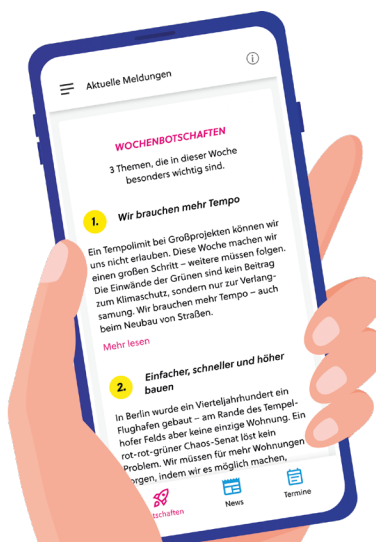 Aktuelle Meldungen
WOCHENBOTSCHAFTEN
3 Themen, die in dieser Woche
besonders wichtig sind.
1. Wir brauchen mehr Tempo
Ein Tempolimit bei Großprojekten können wir
uns nicht erlauben. Diese Woche machen wir
einen großen Schritt – weitere müssen folgen.
Die Einwände der Grünen sind kein Beitrag
zum Klimaschutz, sondern nur zur Verlang-
samung. Wir brauchen mehr Tempo – auch
beim Neubau von Straßen.
Mehr lesen
2. Einfacher, schneller und höher
bauen
In Berlin wurde ein Vierteljahrhundert ein
Flughafen gebaut – am Rande des Tempel-
hofer Felds aber keine einzige Wohnung. Ein
rot-rot-grüner Chaos-Senat löst kein
Problem. Wir müssen für mehr Wohnungen
orgen, indem wir es möglich machen,
tschaften
News
Termine